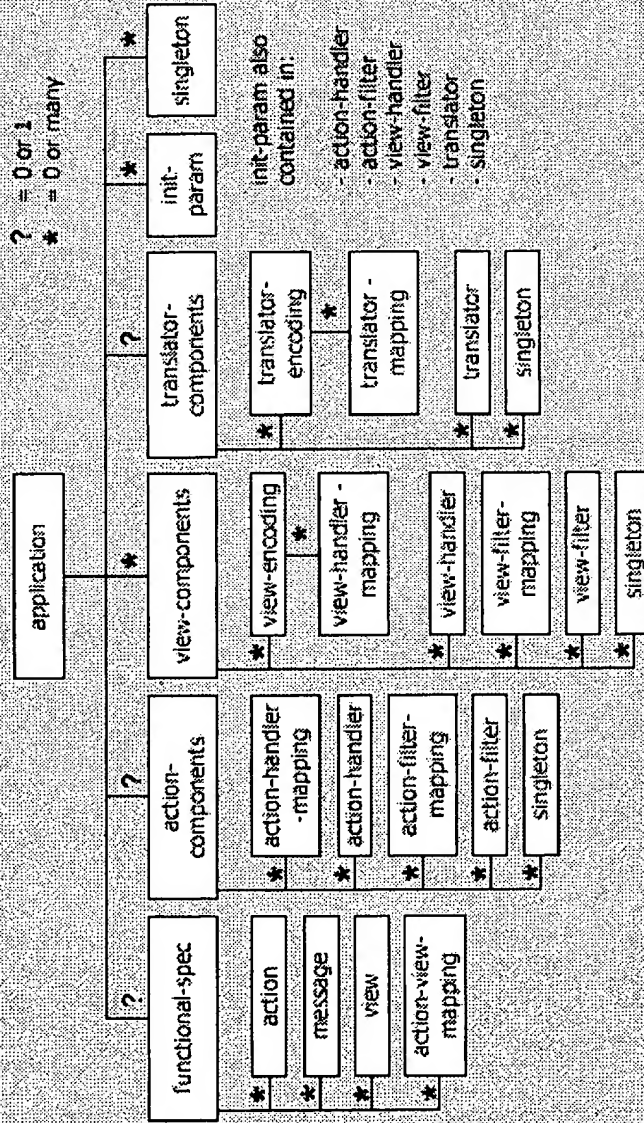 ? = 0 or 1
* = 0 or many
application
?
?
*
?
*
*
functional-spec
action-
components
view-components
translator-
components
init-
param
singleton
*
action
*
message
*
view
*
action-view-
mapping
*
action-handler
-mapping
*
action-handler
*
action-filter-
mapping
*
action-filter
*
singleton
*
view-encoding
*
view-handler -
mapping
*
view-handler
*
view-filter-
mapping
*
view-filter
*
singleton
*
translator-
encoding
*
translator -
mapping
*
translator
*
singleton
init-param also
contained in:
- action-handler
- action-filter
- view-handler
- view-filter
- translator
- singleton